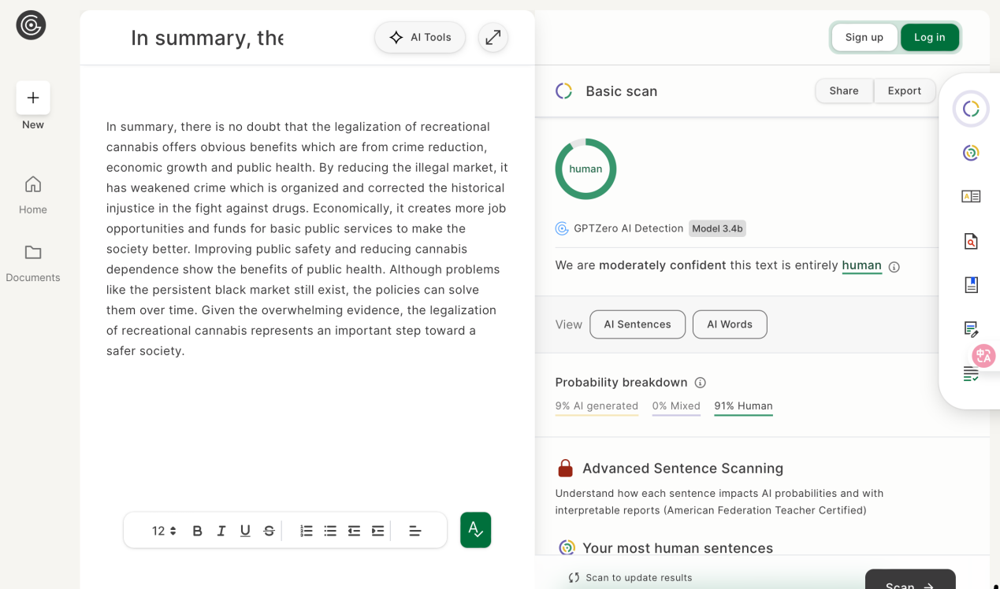 In summary, the
AI Tools
Sign up
Log in
New
Home
Documents
In summary, there is no doubt that the legalization of recreational
cannabis offers obvious benefits which are from crime reduction,
economic growth and public health. By reducing the illegal market, it
has weakened crime which is organized and corrected the historical
injustice in the fight against drugs. Economically, it creates more job
opportunities and funds for basic public services to make the
society better. Improving public safety and reducing cannabis
dependence show the benefits of public health. Although problems
like the persistent black market still exist, the policies can solve
them over time. Given the overwhelming evidence, the legalization
of recreational cannabis represents an important step toward a
safer society.
12 B I U S
A
Basic scan
Share
Export
human
GPTZero AI Detection Model 3.4b
We are moderately confident this text is entirely human
View AI Sentences AI Words
Probability breakdown
9% AI generated 0% Mixed 91% Human
Advanced Sentence Scanning
Understand how each sentence impacts AI probabilities and with
interpretable reports (American Federation Teacher Certified)
Your most human sentences
Scan to update results
Scan
A
中A